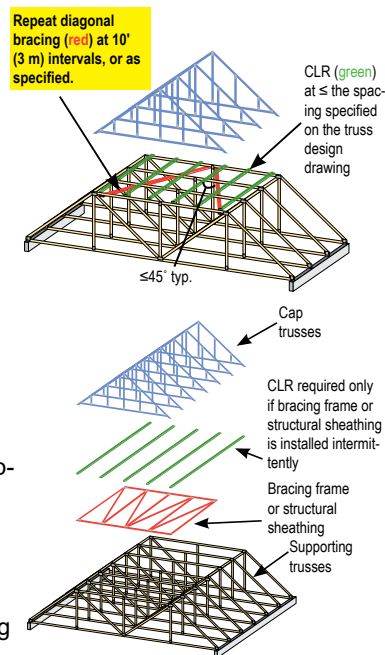 Repeat diagonal
bracing (red) at 10'
(3 m) intervals, or as
specified.
CLR (green)
at ≤ the spac-
ing specified
on the truss
design
drawing
≤45˚ typ.
Cap
trusses
CLR required only
if bracing frame or
structural sheathing
is installed intermit-
tently
o-
Bracing frame
or structural
sheathing
Supporting
trusses
g